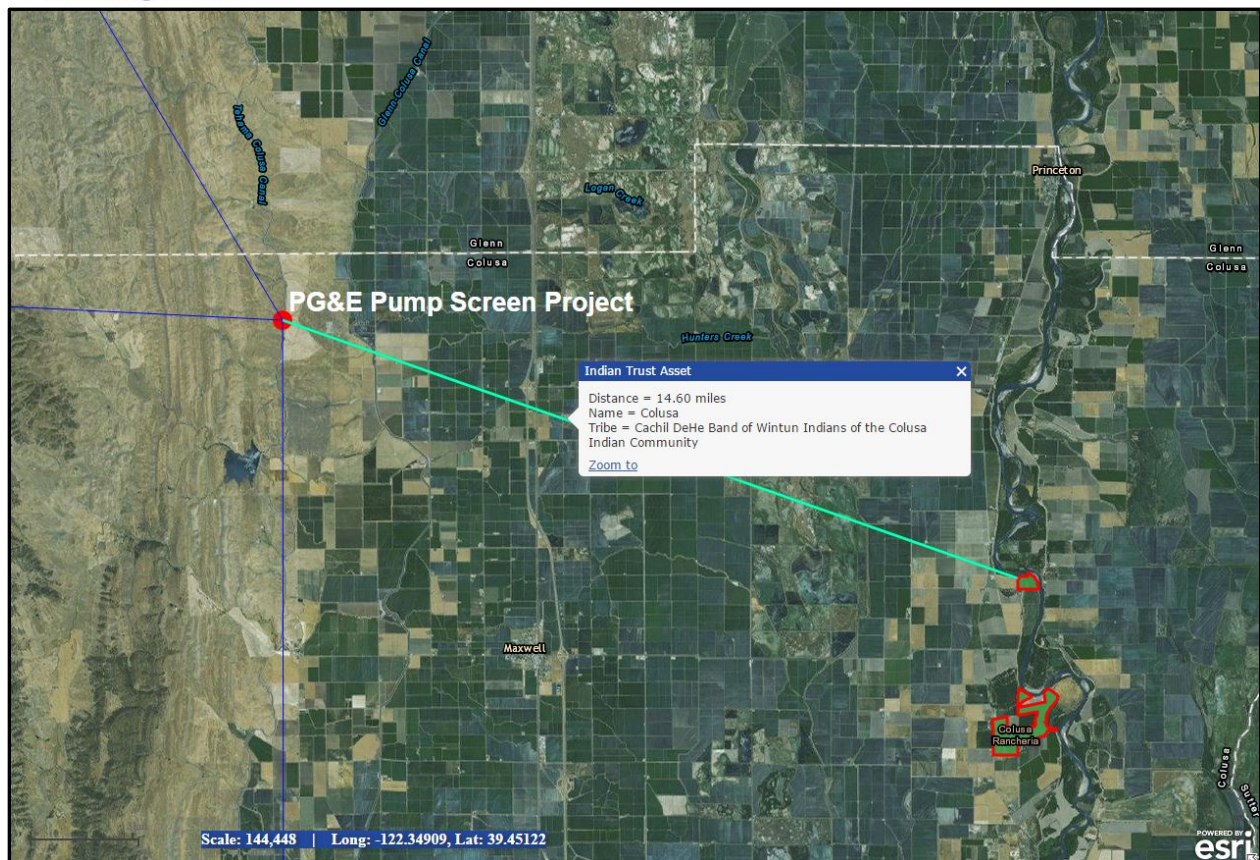 Glenn-Colusa Canal
Tehama Colusa Canal
Princeton
Logan Creek
Glenn
Colusa
Glenn
Colusa
PG&E Pump Screen Project
Hunters Creek
Indian Trust Asset
Distance = 14.60 miles
Name = Colusa
Tribe = Cachil DeHe Band of Wintun Indians of the Colusa
Indian Community
Zoom to
Maxwell
Colusa
Rancheria
Colusa
Sutter
Scale: 144,448 | Long: -122.34909, Lat: 39.45122
POWERED BY
esri